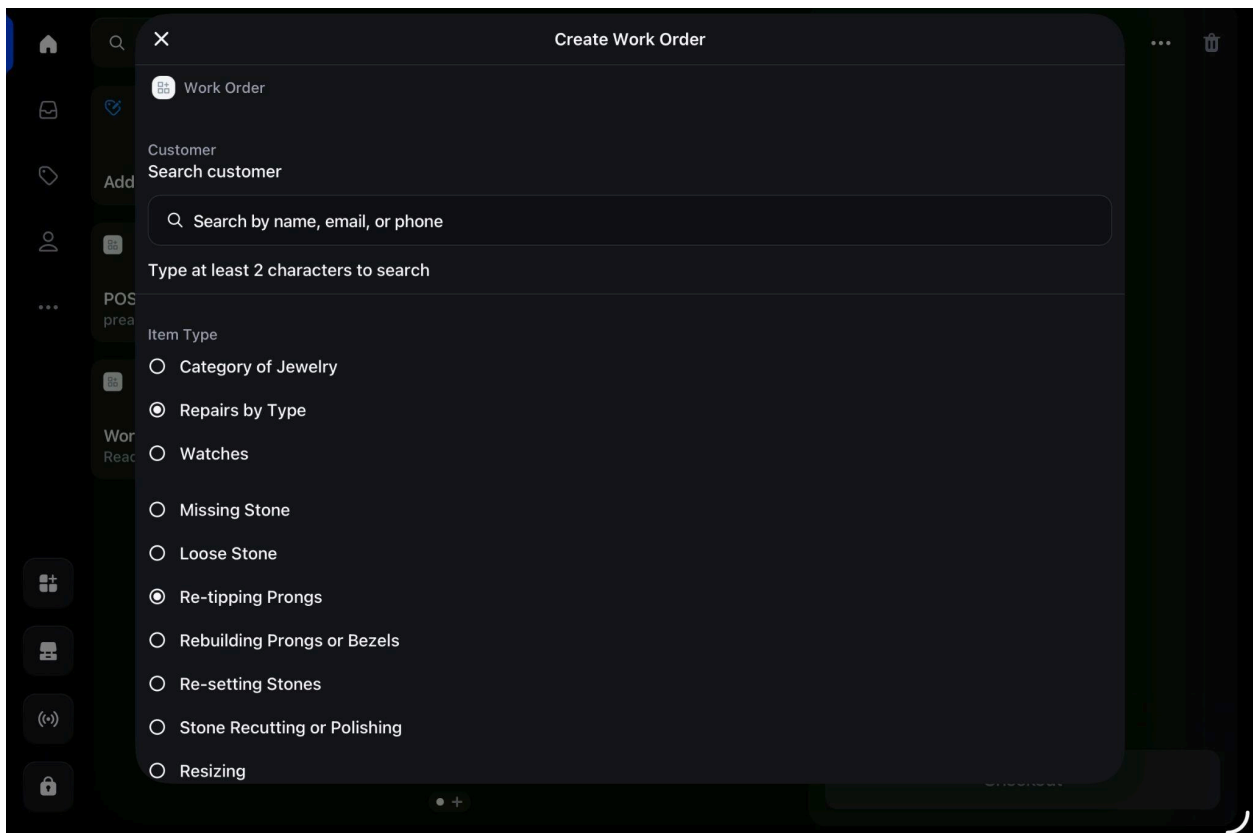 Create Work Order
Work Order
Customer
Search customer
Search by name, email, or phone
Type at least 2 characters to search
Item Type
Category of Jewelry
Repairs by Type
Watches
Missing Stone
Loose Stone
Re-tipping Prongs
Rebuilding Prongs or Bezels
Re-setting Stones
Stone Recutting or Polishing
Resizing
Add
POS
prea
Wor
Reac